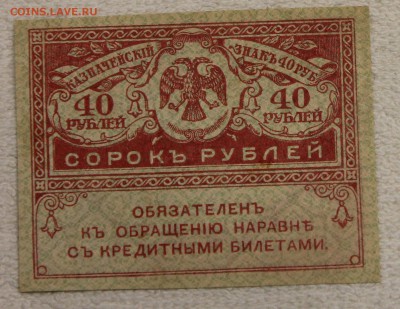 COINS.LAVE.RU
КАЗНАЧЕЙСКІЙ ЗНАКЪ 40 РУБ.
40 РУБЛЕЙ
40 РУБЛЕЙ
СОРОКЪ РУБЛЕЙ
ОБЯЗАТЕЛЕНЪ
КЪ ОБРАЩЕНІЮ НАРАВНѢ
СЪ КРЕДИТНЫМИ БИЛЕТАМИ.